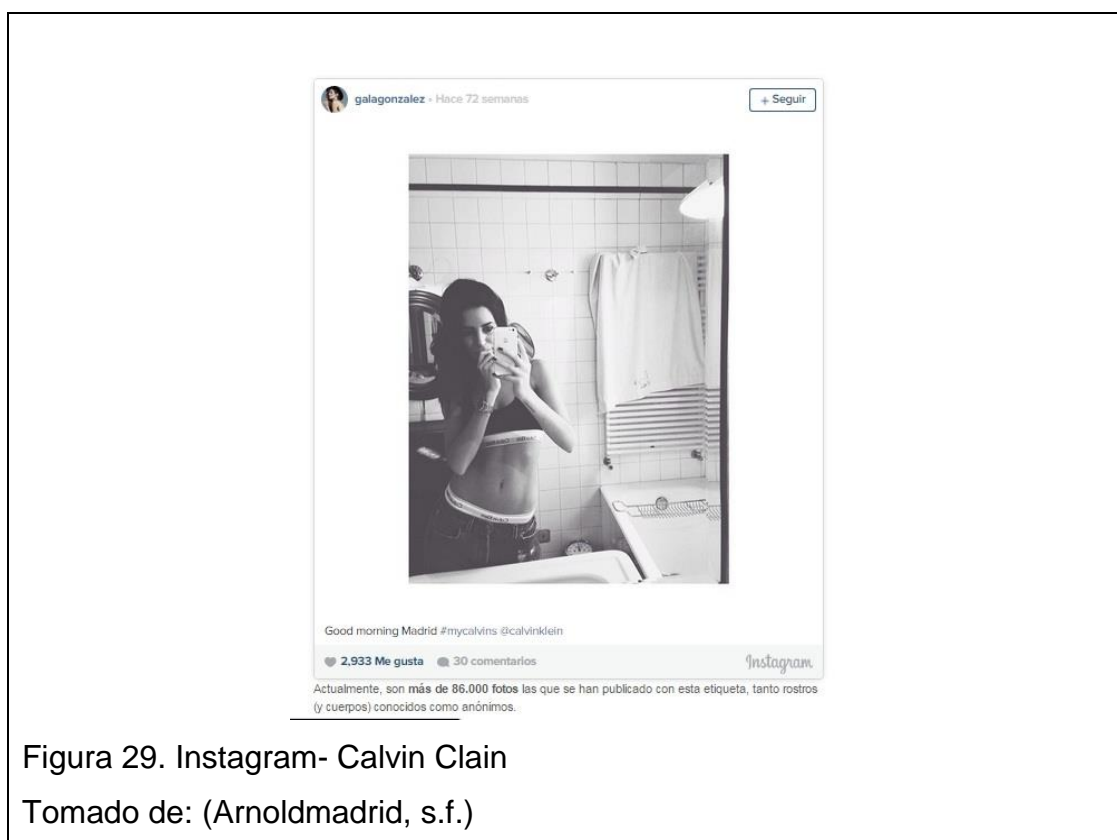 galagonzalez • Hace 72 semanas
+ Seguir
Good morning Madrid #mycalvins @calvinklein
2,933 Me gusta 30 comentarios
Instagram
Actualmente, son más de 86.000 fotos las que se han publicado con esta etiqueta, tanto rostros
(y cuerpos) conocidos como anónimos.
Figura 29. Instagram- Calvin Clain
Tomado de: (Arnoldmadrid, s.f.)